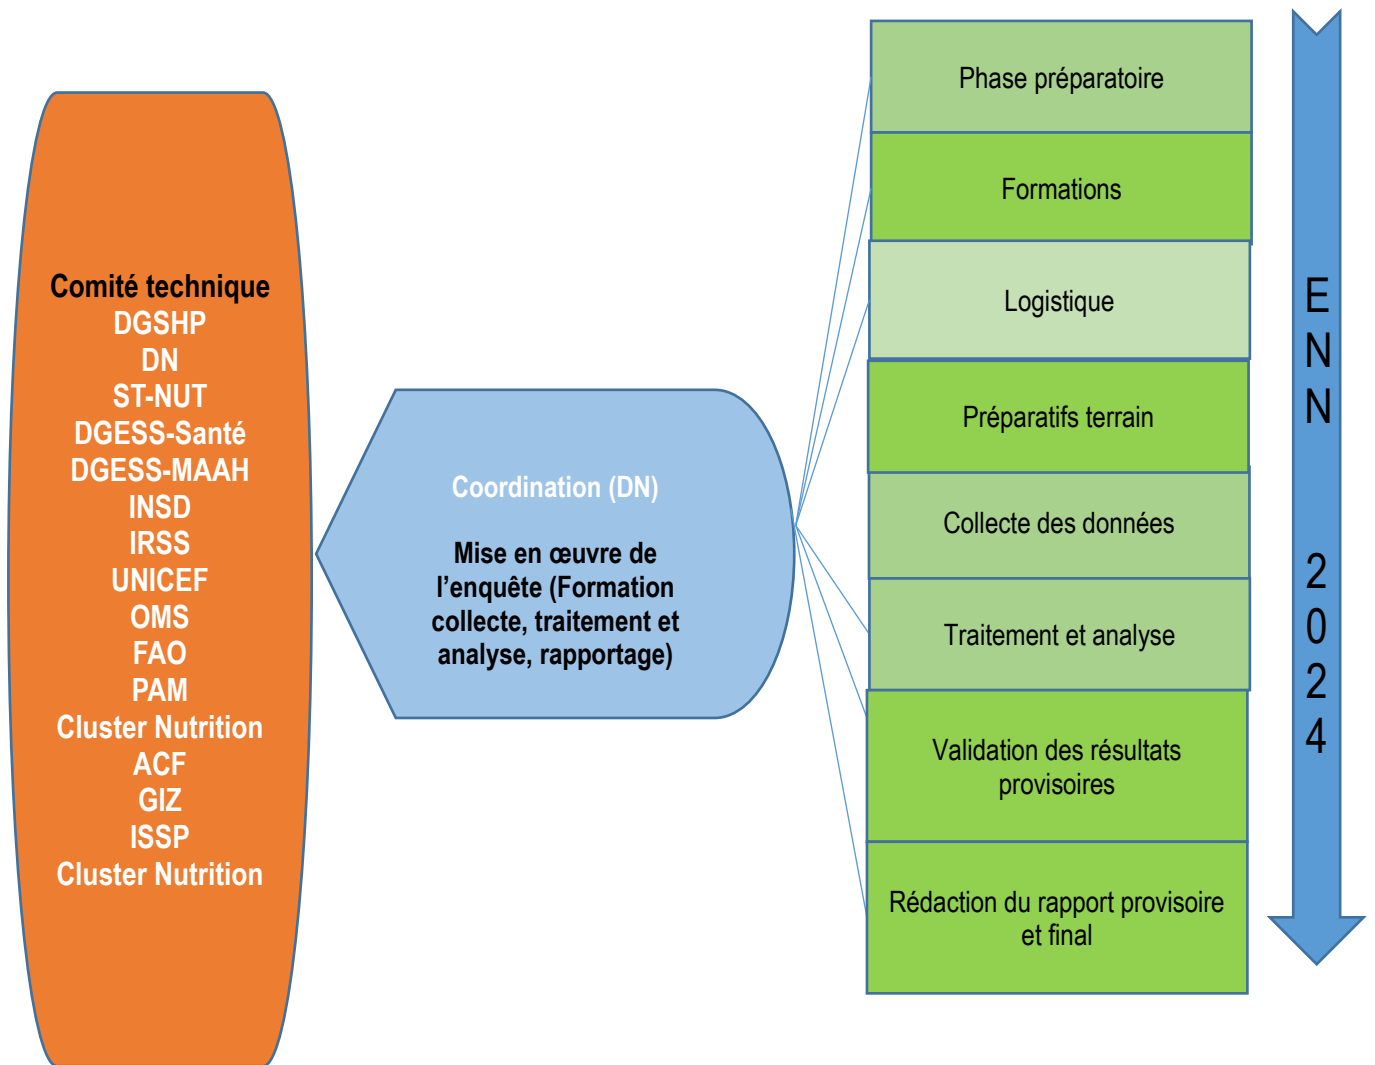 Comité technique
DGSHP
DN
ST-NUT
DGESS-Santé
DGESS-MAAH
INSD
IRSS
UNICEF
OMS
FAO
PAM
Cluster Nutrition
ACF
GIZ
ISSP
Cluster Nutrition
Coordination (DN)
Mise en œuvre de
l’enquête (Formation
collecte, traitement et
analyse, rapportage)
Phase préparatoire
Formations
Logistique
Préparatifs terrain
Collecte des données
Traitement et analyse
Validation des résultats
provisoires
Rédaction du rapport provisoire
et final
E
N
N
2
0
2
4